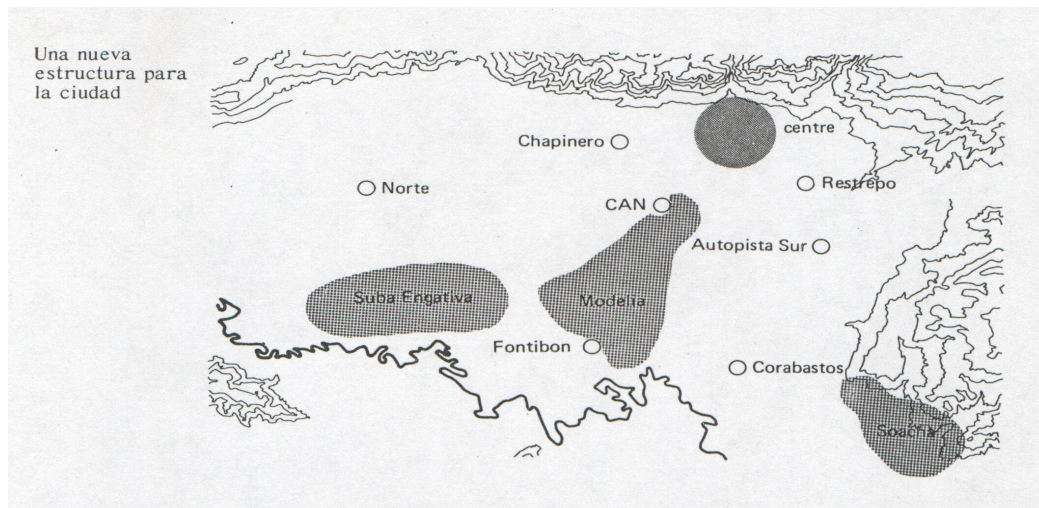 Una nueva
estructura para
la ciudad
centre
Chapinero
Norte
Restrepo
CAN
Autopista Sur
Suba Engativa
Modelia
Fontibon
Corabastos
Soacha